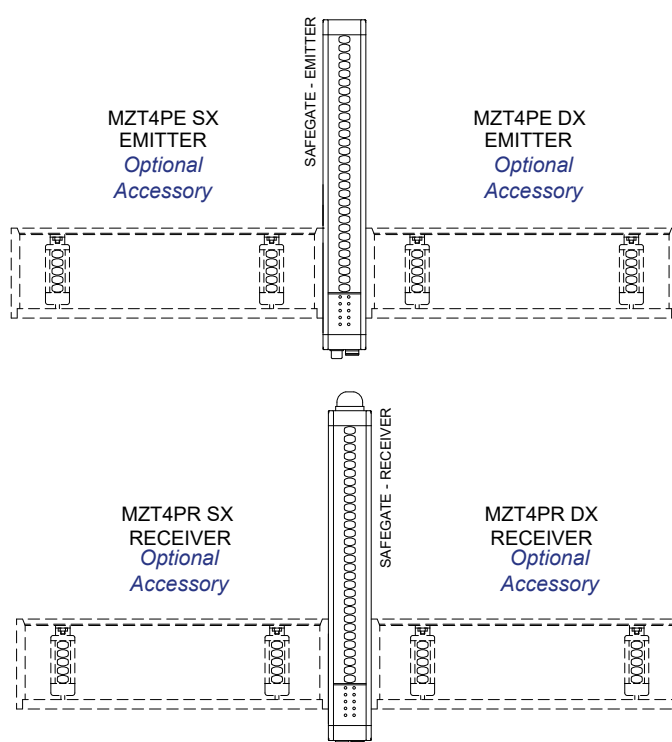 SAFEGATE - EMITTER
MZT4PE SX
EMITTER
Optional
Accessory
MZT4PE DX
EMITTER
Optional
Accessory
SAFEGATE - RECEIVER
MZT4PR SX
RECEIVER
Optional
Accessory
MZT4PR DX
RECEIVER
Optional
Accessory